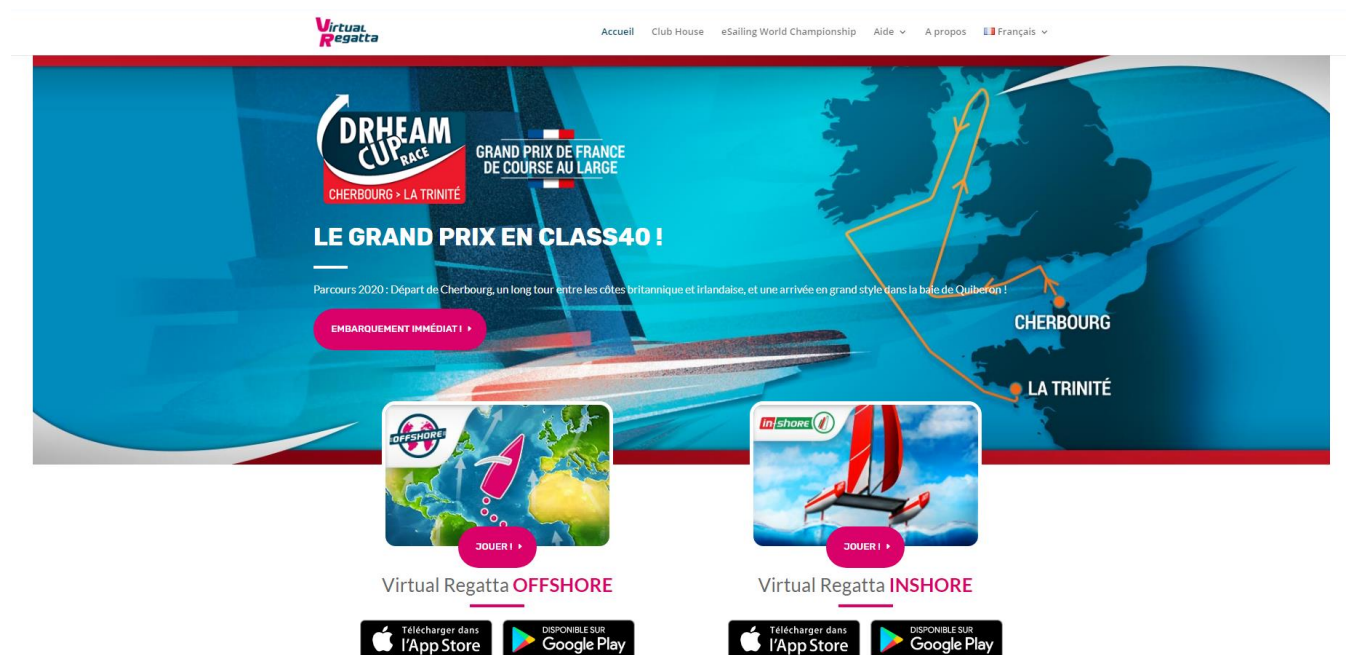 Virtual
Regatta
Accueil
Club House
eSailing World Championship
Aide
A propos
Français
DRHEAM
CUP RACE
CHERBOURG > LA TRINITÉ
GRAND PRIX DE FRANCE
DE COURSE AU LARGE
LE GRAND PRIX EN CLASS40 !
Parcours 2020 : Départ de Cherbourg, un long tour entre les côtes britannique et irlandaise, et une arrivée en grand style dans la baie de Quiberon !
EMBARQUEMENT IMMÉDIAT !
CHERBOURG
LA TRINITÉ
OFFSHORE
in-shore
JOUER !
JOUER !
Virtual Regatta OFFSHORE
Virtual Regatta INSHORE
Télécharger dans
l'App Store
DISPONIBLE SUR
Google Play
Télécharger dans
l'App Store
DISPONIBLE SUR
Google Play